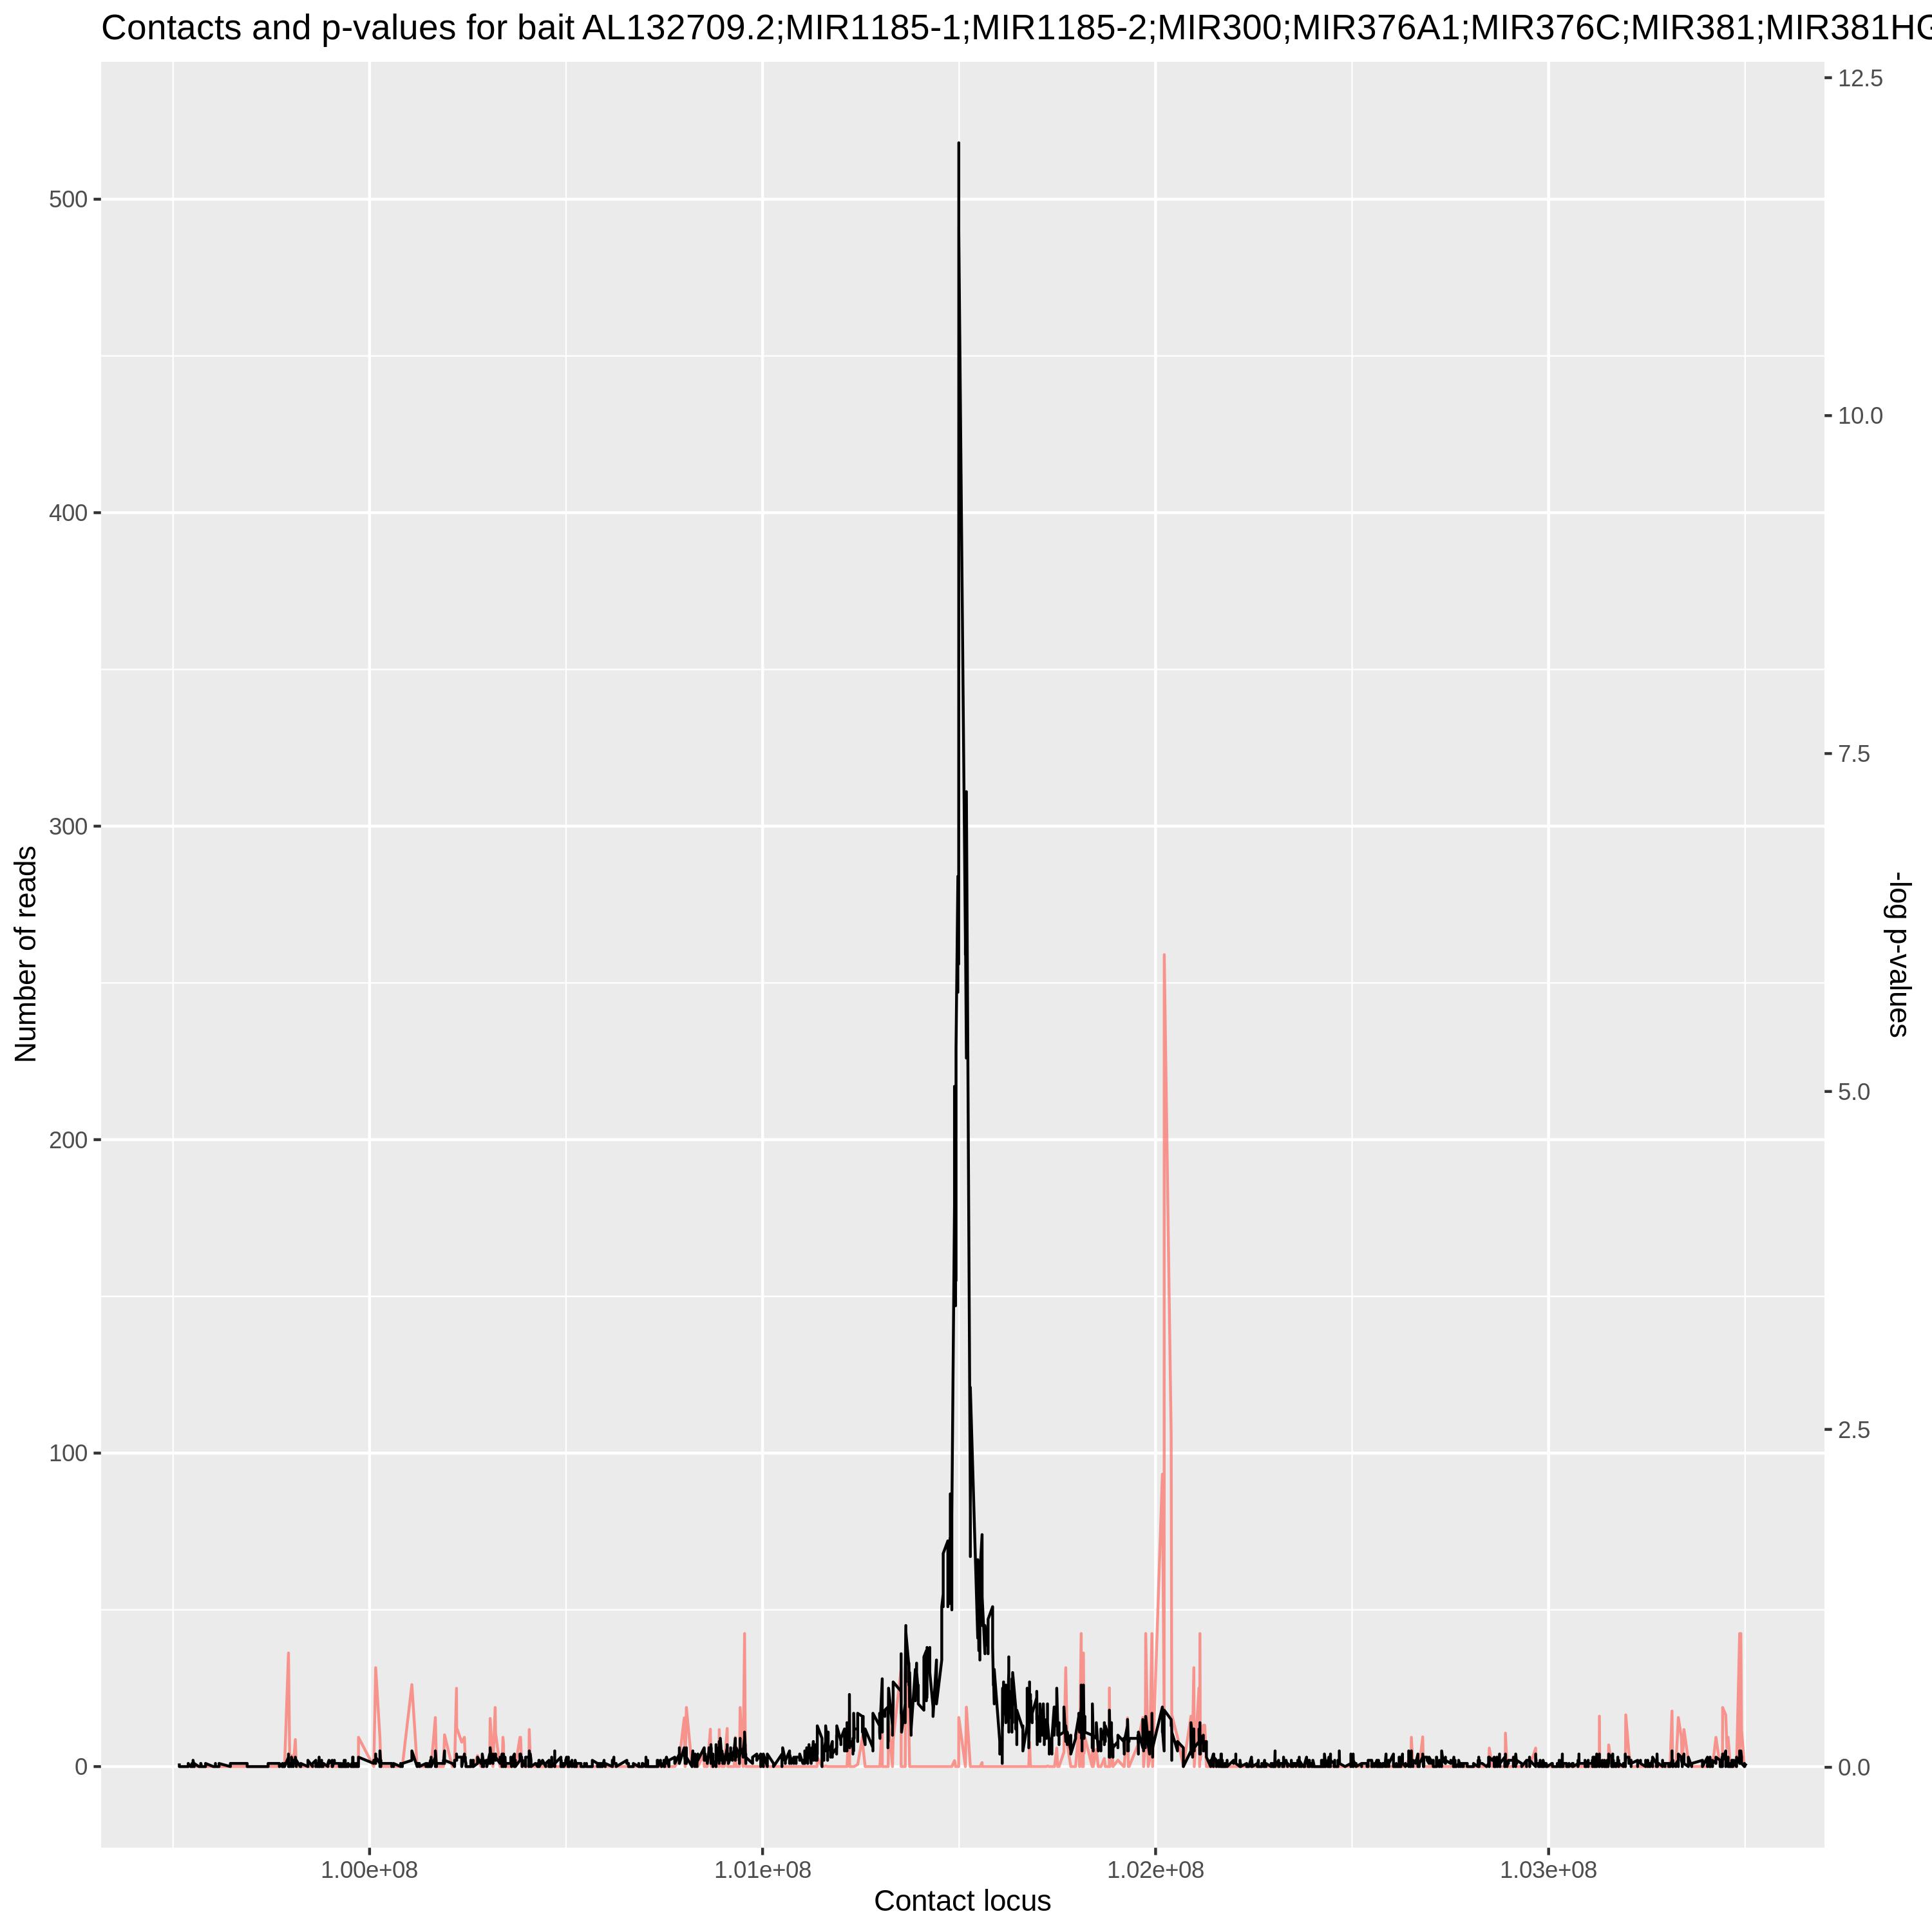 Contacts and p-values for bait AL132709.2;MIR1185-1;MIR1185-2;MIR300;MIR376A1;MIR376C;MIR381;MIR381HG
12.5
500
10.0
400
7.5
300
Number of reads
-log p-values
5.0
200
2.5
100
0
0.0
1.00e+08
1.01e+08
1.02e+08
1.03e+08
Contact locus